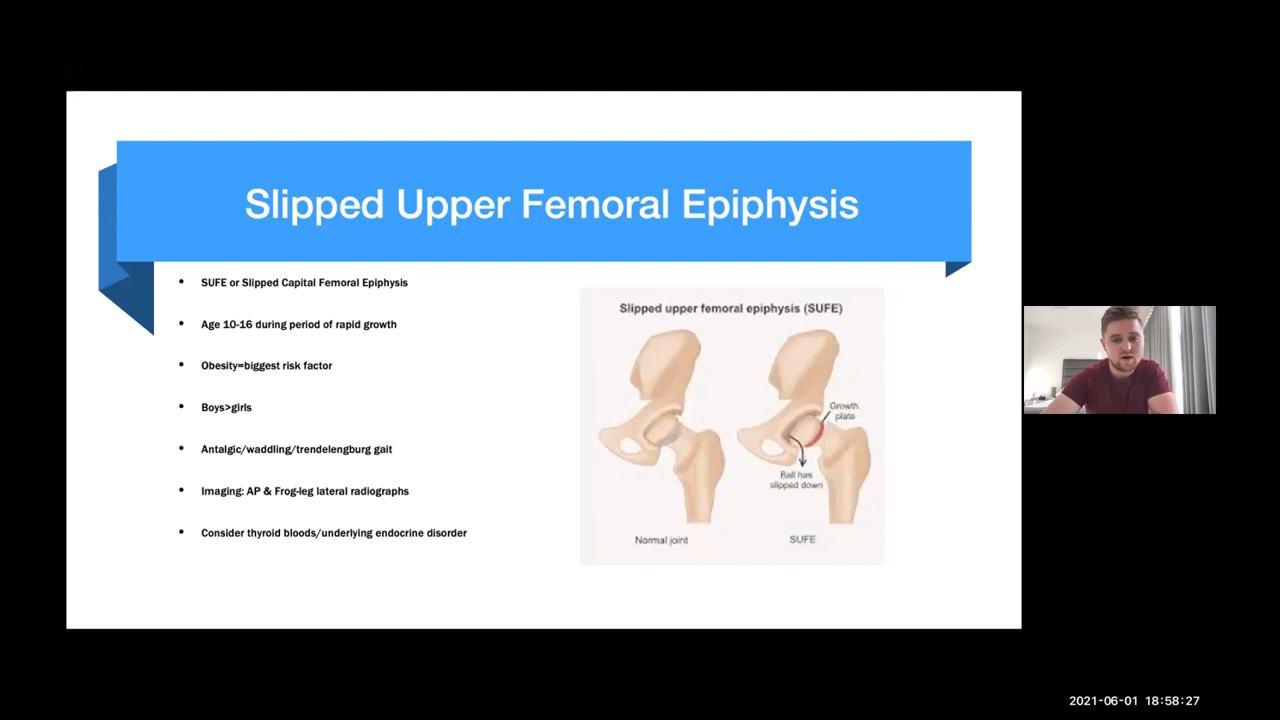 Slipped Upper Femoral Epiphysis
• SUFE or Slipped Capital Femoral Epiphysis
• Age 10-16 during period of rapid growth
• Obesity=biggest risk factor
• Boys>girls
• Antalgic/waddling/trendelengburg gait
• Imaging: AP & Frog-leg lateral radiographs
• Consider thyroid bloods/underlying endocrine disorder
Slipped upper femoral epiphysis (SUFE)
Growth
plate
Ball has
slipped down
Normal joint
SUFE
2021-06-01 18:58:27